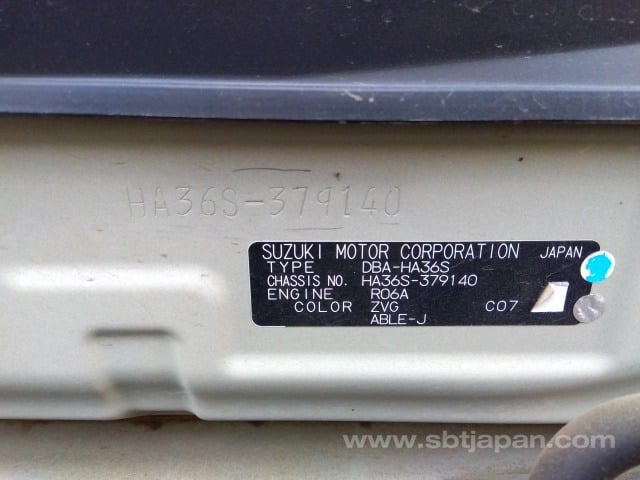 HA36S-379140
SUZUKI MOTOR CORPORATION JAPAN
TYPE DBA-HA36S
CHASSIS NO. HA36S-379140
ENGINE R06A
COLOR ZVG C07
ABLE-J
www.sbtjapan.com